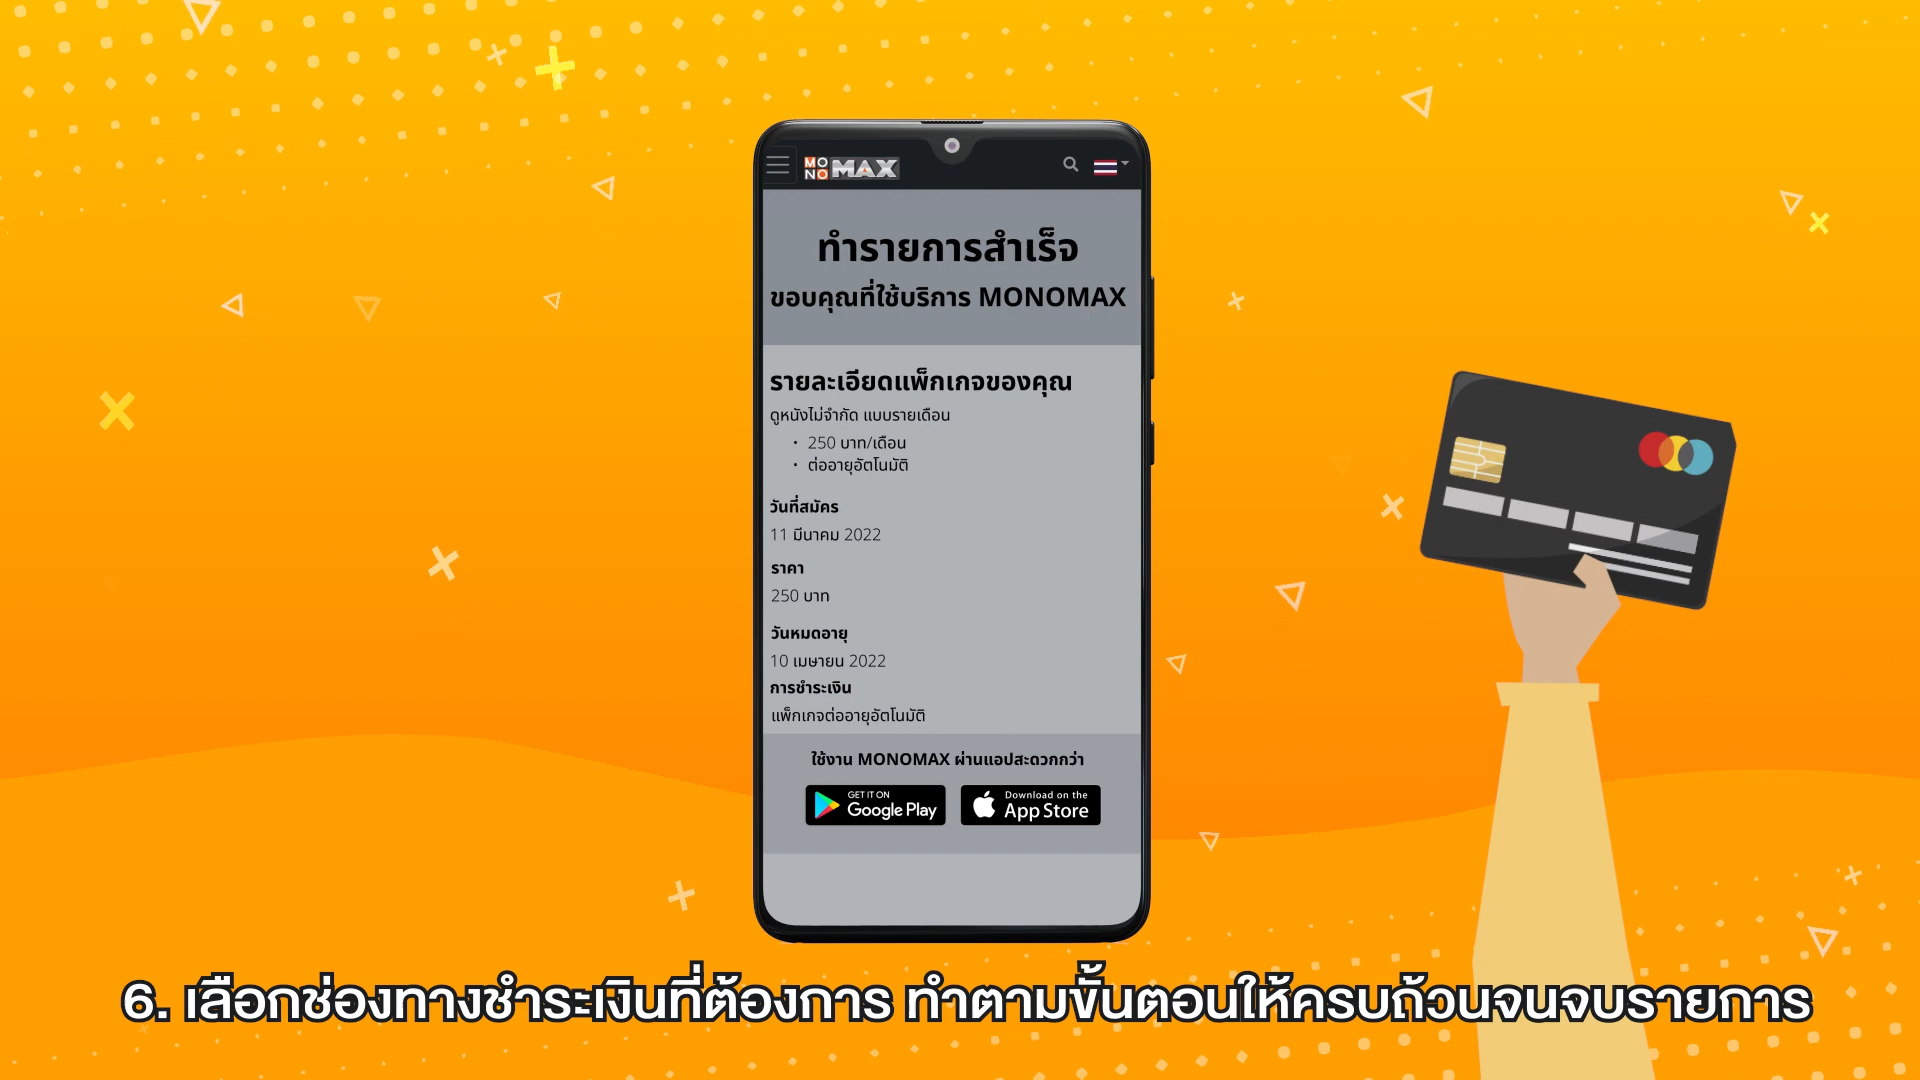 MONO MAX
ทำรายการสำเร็จ
ขอบคุณที่ใช้บริการ MONOMAX
รายละเอียดแพ็กเกจของคุณ
ดูหนังไม่จำกัด แบบรายเดือน
• 250 บาท/เดือน
• ต่ออายุอัตโนมัติ
วันที่สมัคร
11 มีนาคม 2022
ราคา
250 บาท
วันหมดอายุ
10 เมษายน 2022
การชำระเงิน
แพ็กเกจต่ออายุอัตโนมัติ
ใช้งาน MONOMAX ผ่านแอปสะดวกกว่า
GET IT ON
Google Play
Download on the
App Store
6. เลือกช่องทางชำระเงินที่ต้องการ ทำตามขั้นตอนให้ครบถ้วนจนจบรายการ